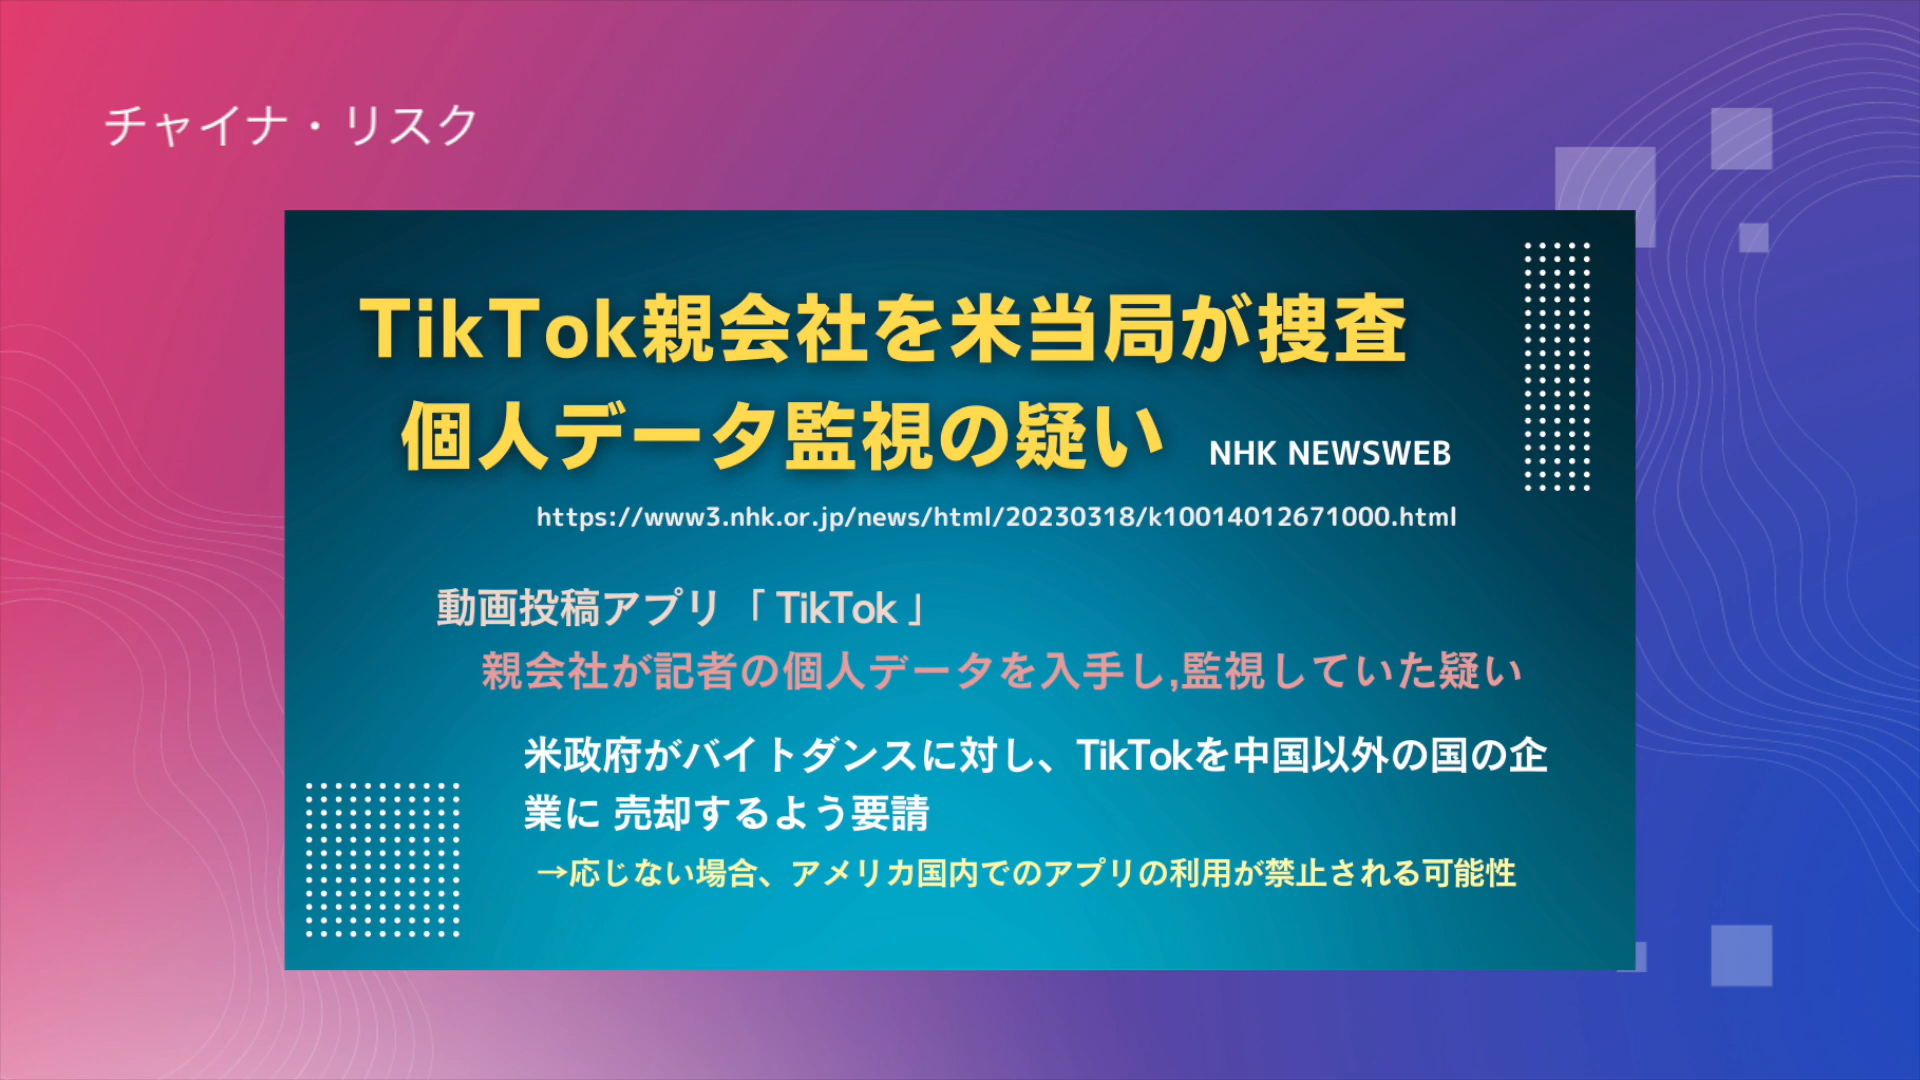 チャイナ・リスク
TikTok親会社を米当局が捜査
個人データ監視の疑い
NHK NEWSWEB
https://www3.nhk.or.jp/news/html/20230318/k10014012671000.html
動画投稿アプリ「 TikTok 」
親会社が記者の個人データを入手し,監視していた疑い
米政府がバイトダンスに対し、TikTokを中国以外の国の企
業に 売却するよう要請
→応じない場合、アメリカ国内でのアプリの利用が禁止される可能性